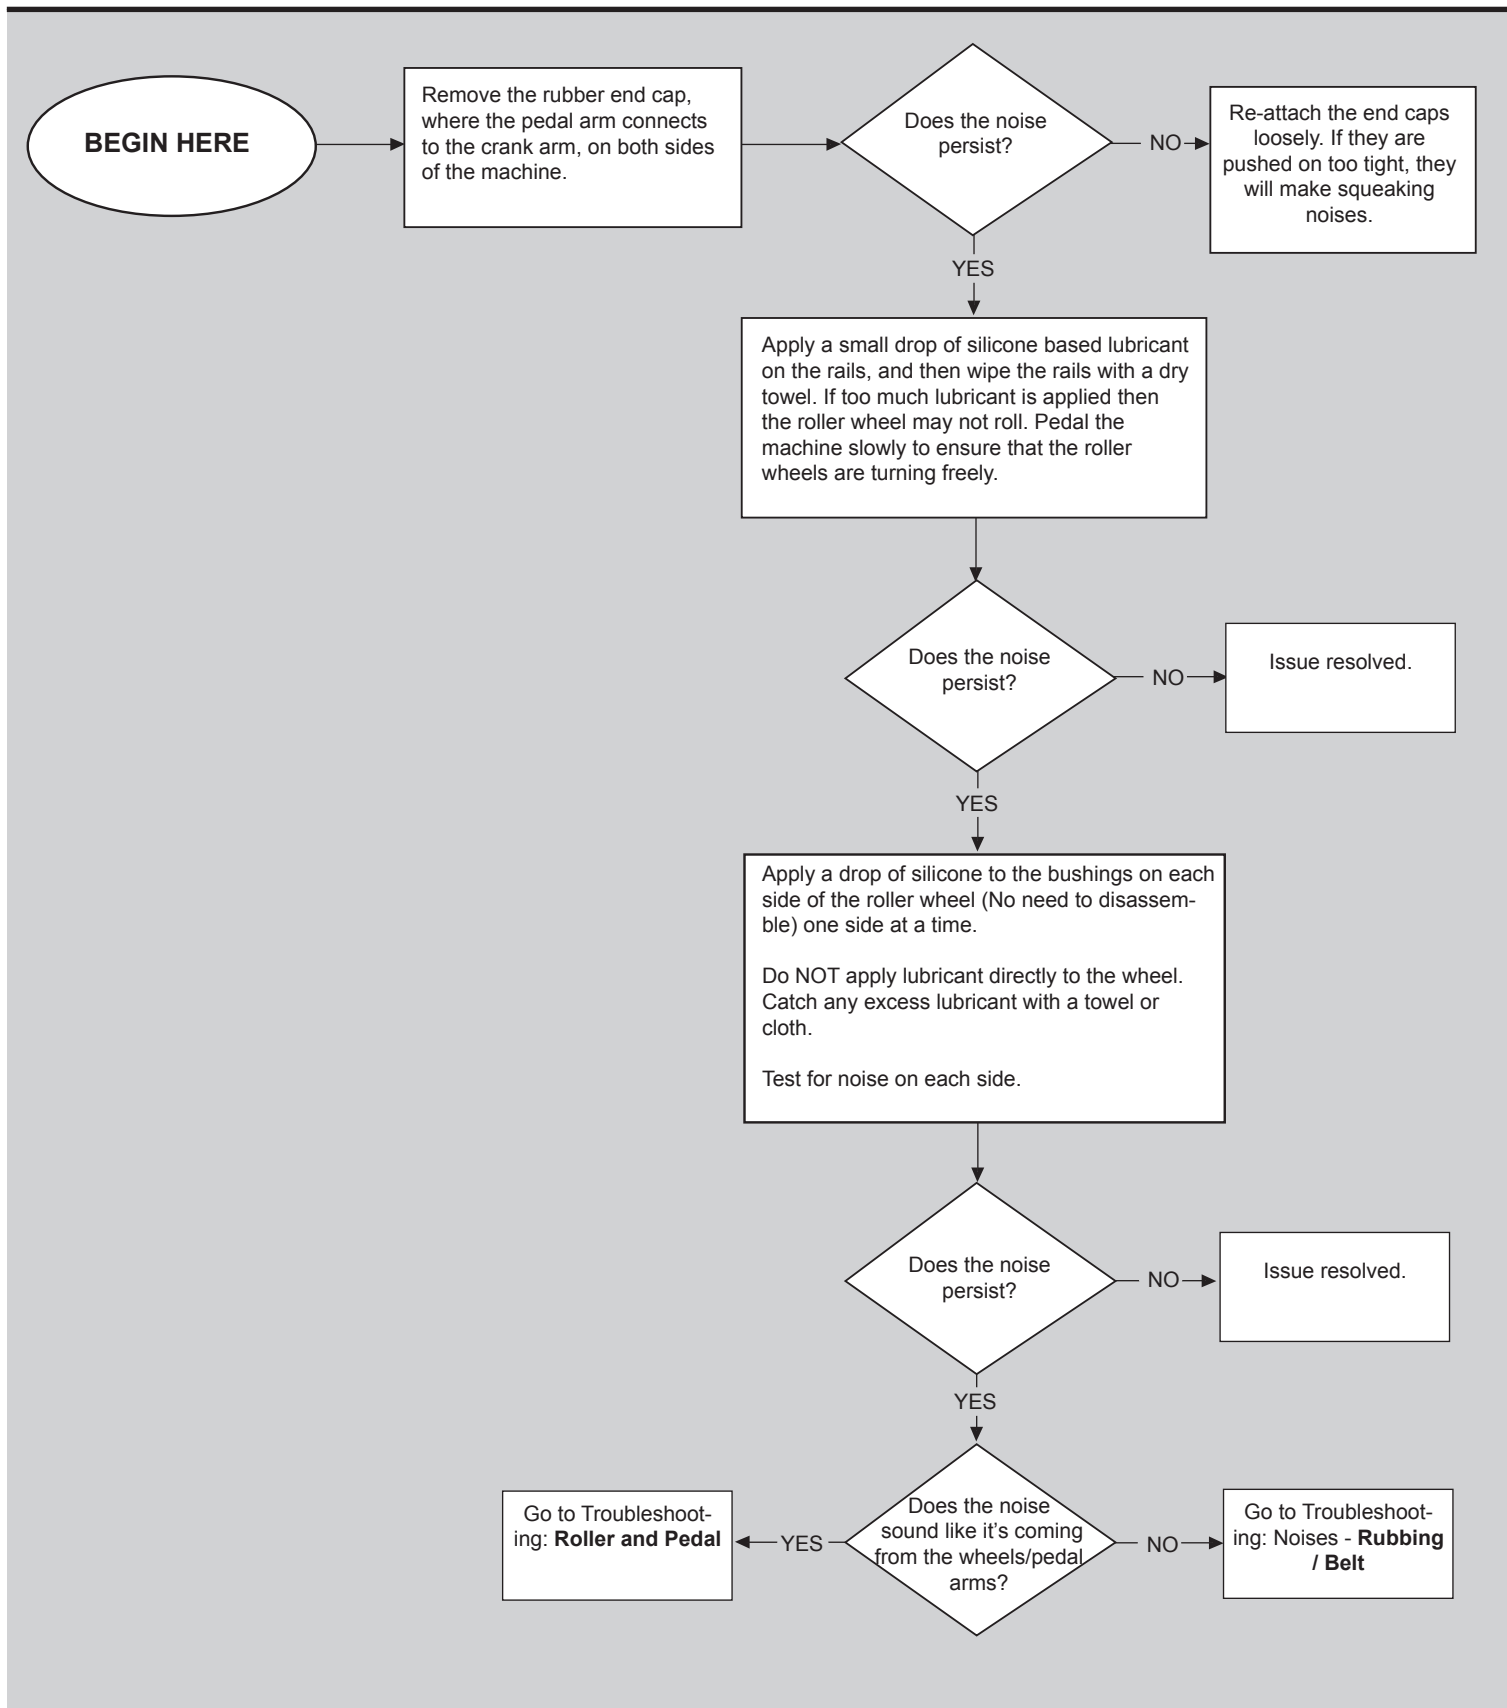 BEGIN HERE
Remove the rubber end cap,
where the pedal arm connects
to the crank arm, on both sides
of the machine.
Does the noise
persist?
NO
Re-attach the end caps
loosely. If they are
pushed on too tight, they
will make squeaking
noises.
YES
Apply a small drop of silicone based lubricant
on the rails, and then wipe the rails with a dry
towel. If too much lubricant is applied then
the roller wheel may not roll. Pedal the
machine slowly to ensure that the roller
wheels are turning freely.
Does the noise
persist?
NO
Issue resolved.
YES
Apply a drop of silicone to the bushings on each
side of the roller wheel (No need to disassem-
ble) one side at a time.
Do NOT apply lubricant directly to the wheel.
Catch any excess lubricant with a towel or
cloth.
Test for noise on each side.
Does the noise
persist?
NO
Issue resolved.
YES
Does the noise
sound like it's coming
from the wheels/pedal
arms?
YES
Go to Troubleshoot-
ing: Roller and Pedal
NO
Go to Troubleshoot-
ing: Noises - Rubbing
/ Belt